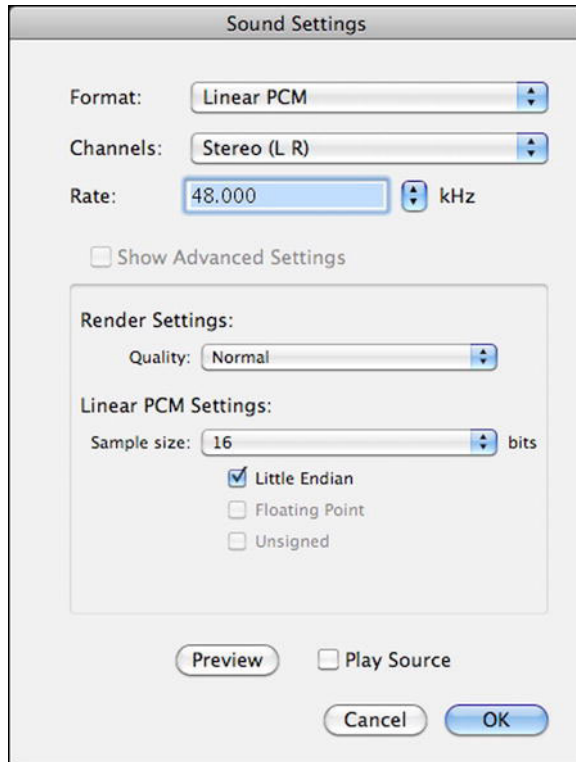 Sound Settings
Format: Linear PCM
Channels: Stereo (L R)
Rate: 48.000 kHz
Show Advanced Settings
Render Settings:
Quality: Normal
Linear PCM Settings:
Sample size: 16 bits
Little Endian
Floating Point
Unsigned
Preview Play Source
Cancel OK